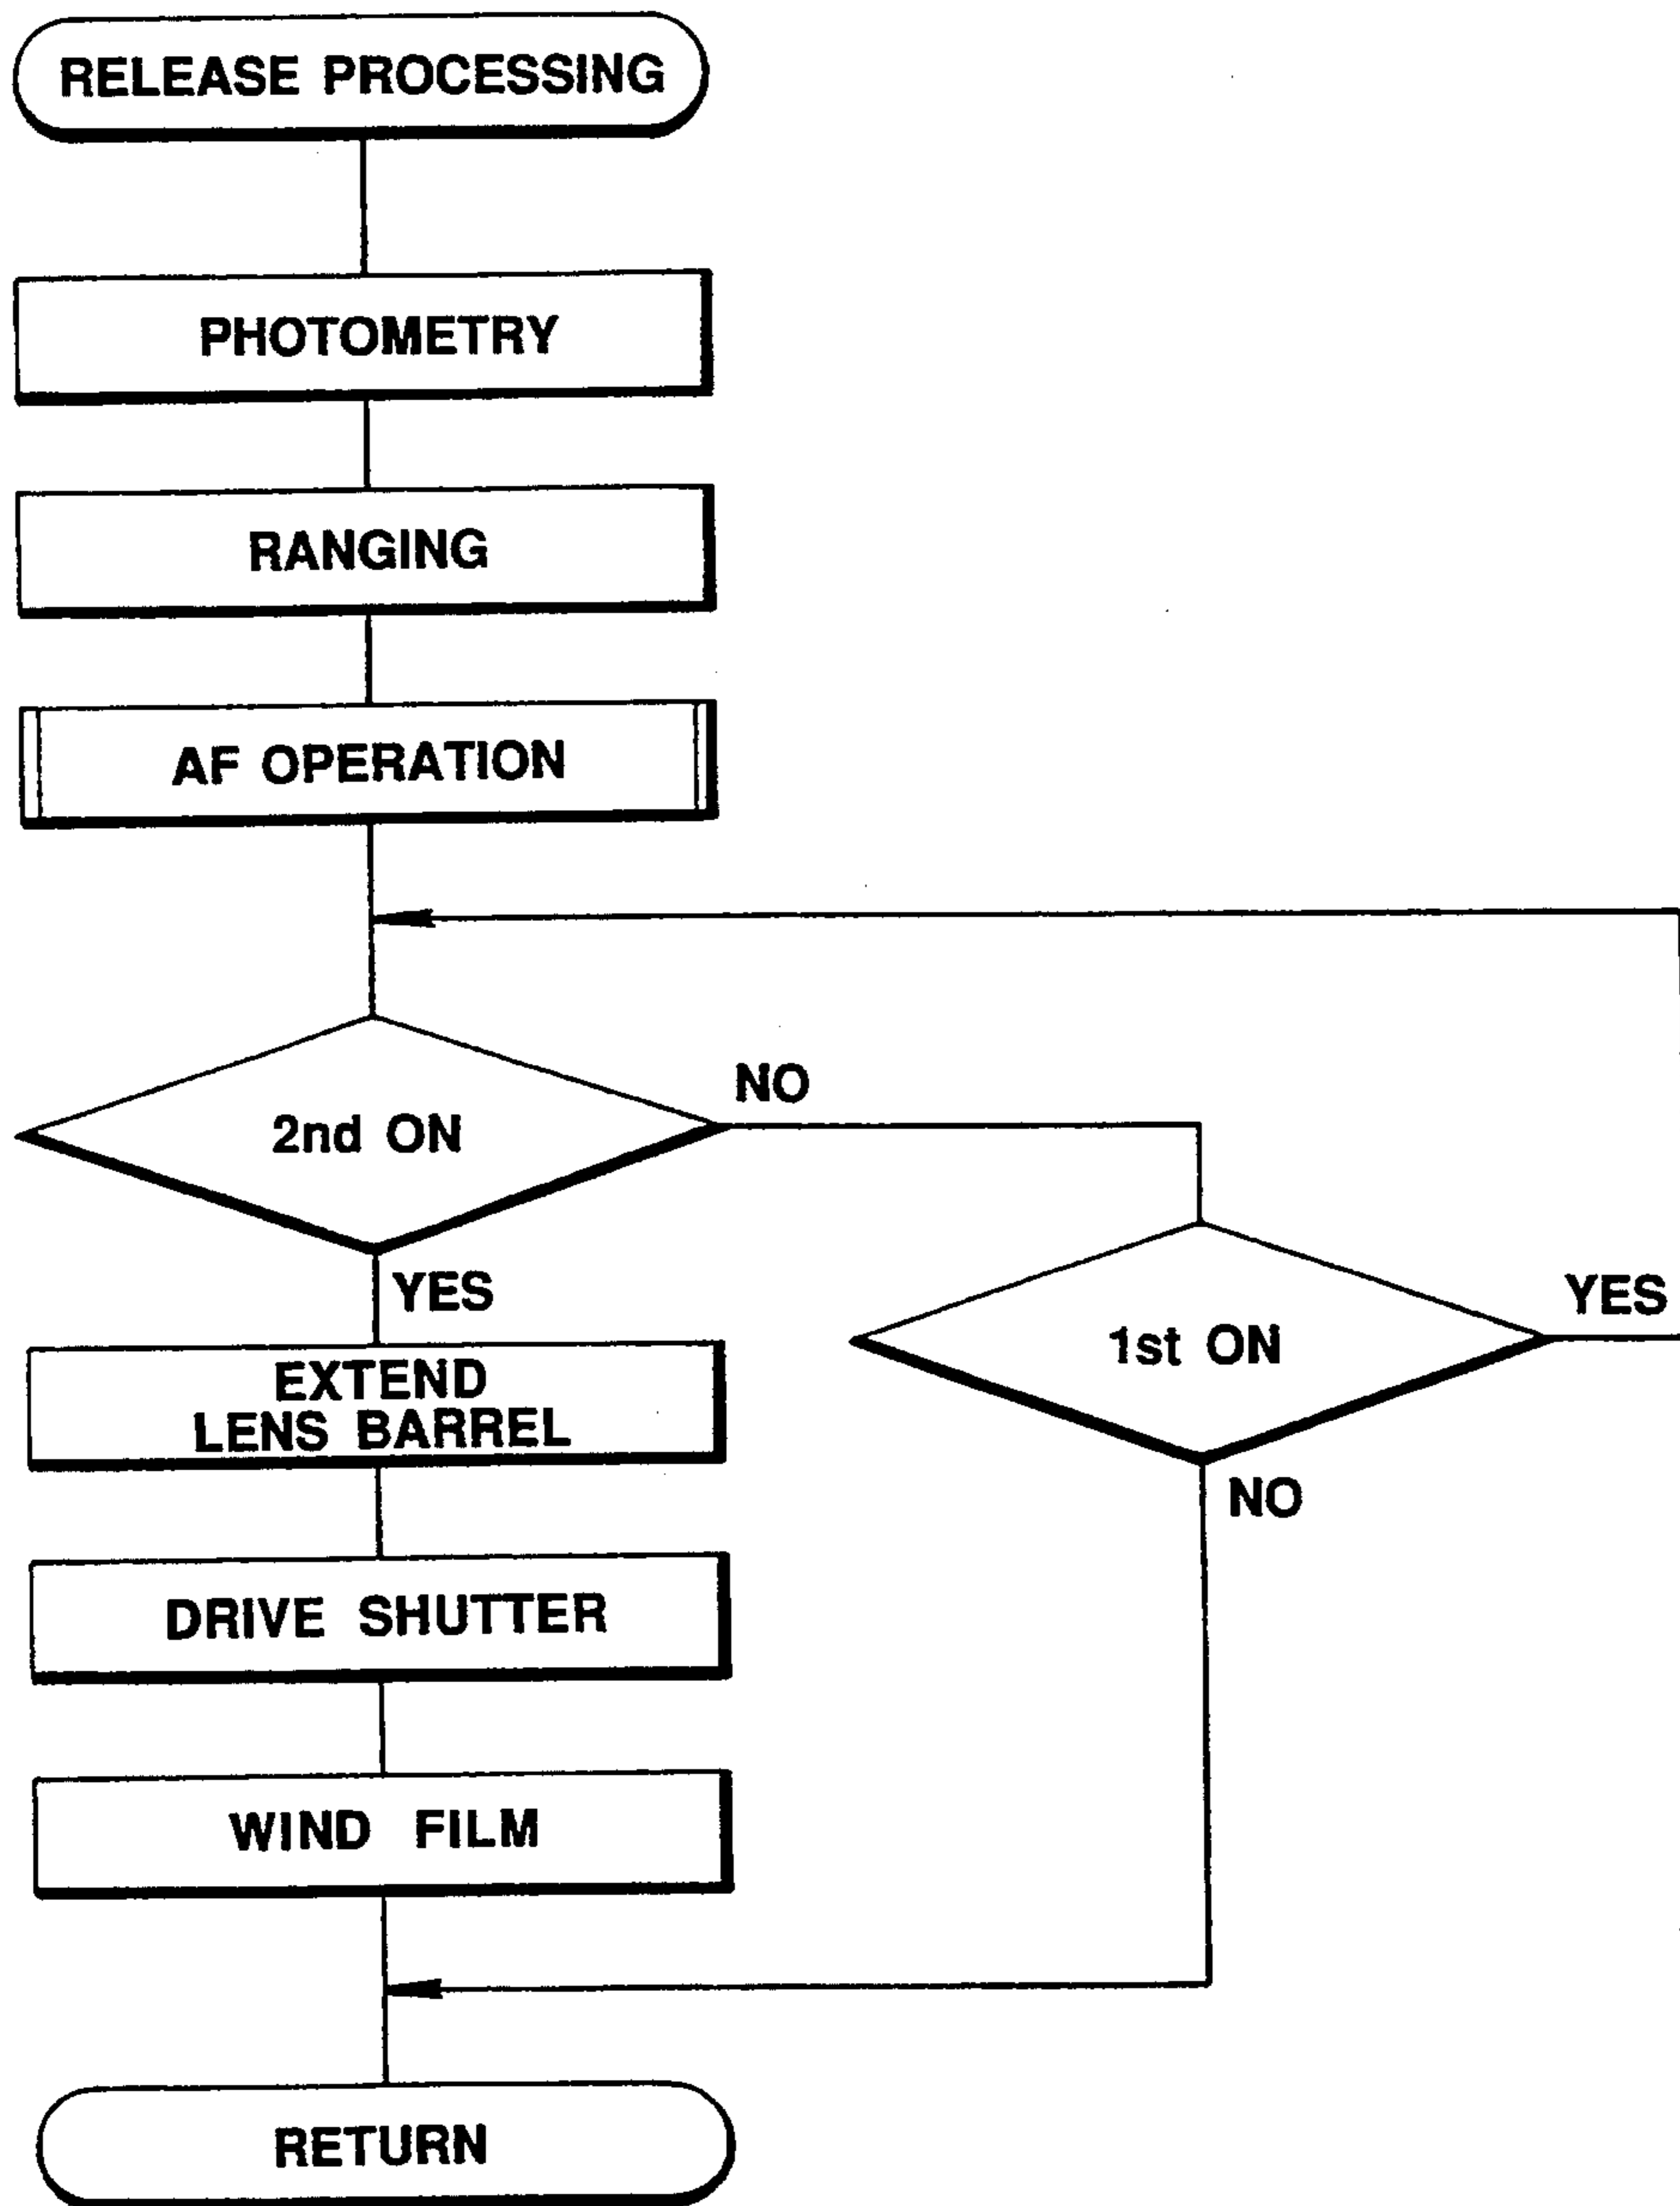 RELEASE PROCESSING
PHOTOMETRY
RANGING
AF OPERATION
2nd ON
NO
YES
1st ON
YES
NO
EXTEND
LENS BARREL
DRIVE SHUTTER
WIND FILM
RETURN